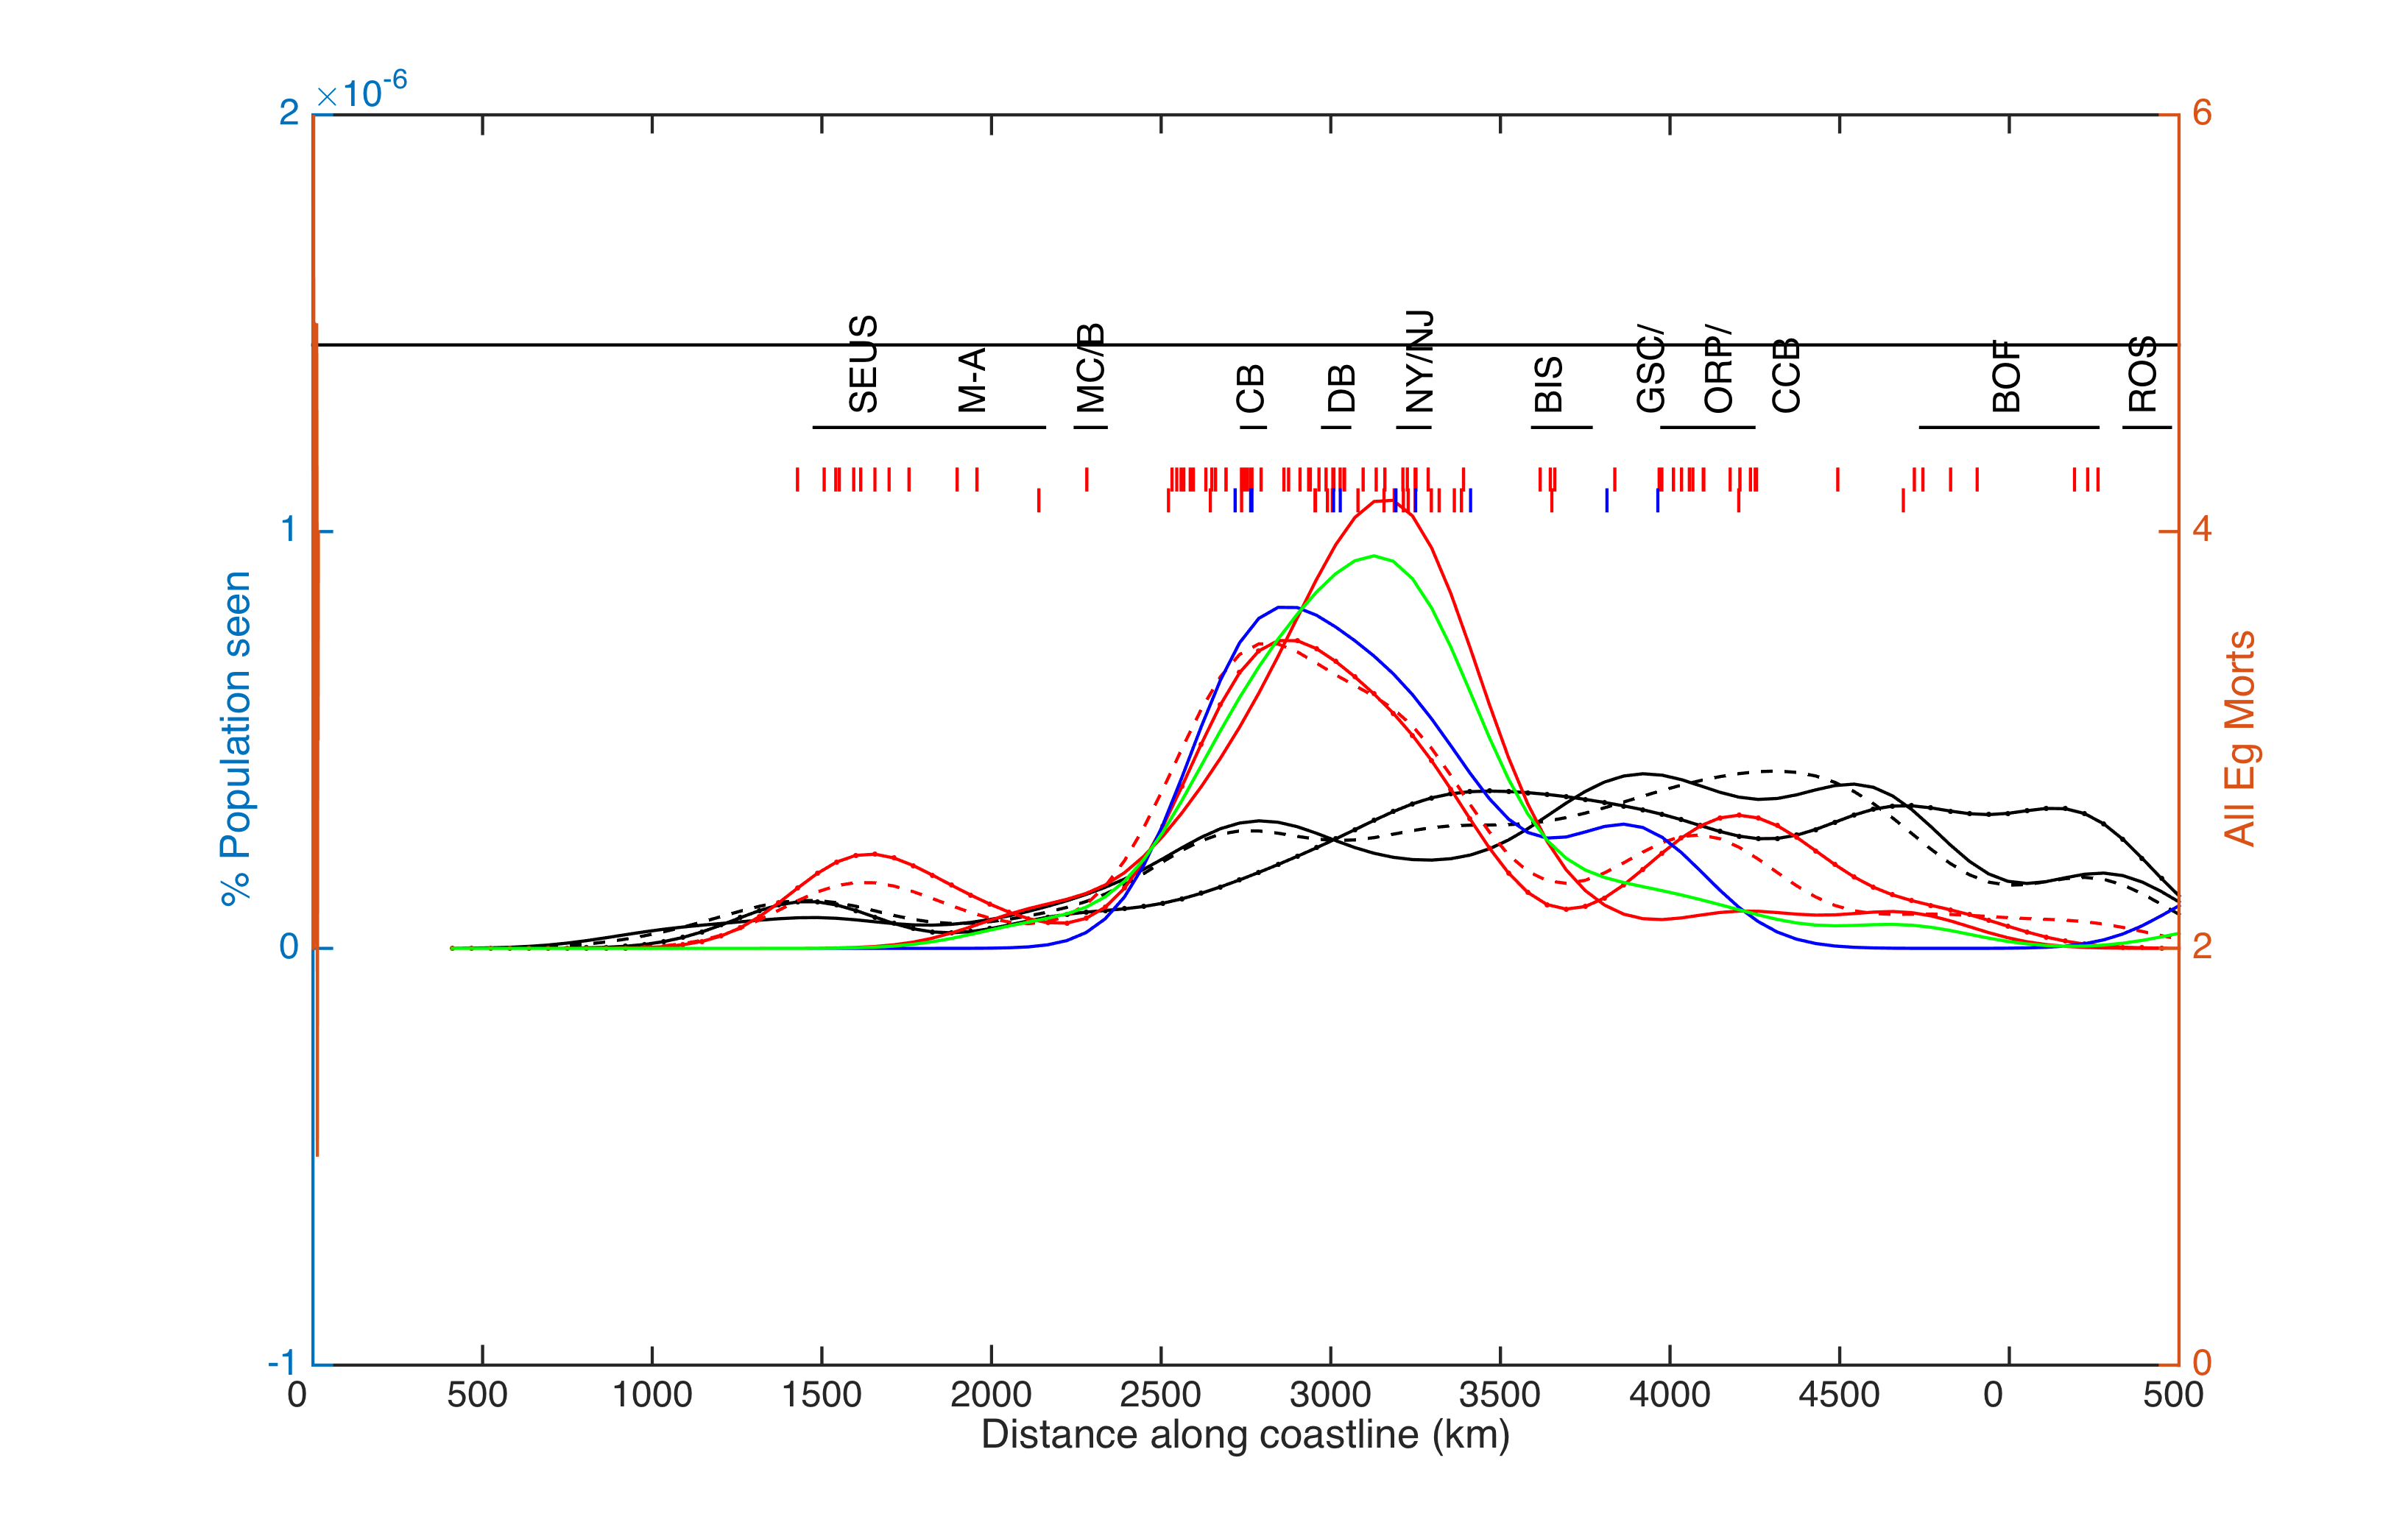 ×10-6
2
1
0
-1
6
4
2
0
% Population seen
All Eg Morts
SEUS
M-A
MC/B
CB
DB
NY/NJ
BIS
GSC/
ORP/
CCB
BOF
ROS
0 500 1000 1500 2000 2500 3000 3500 4000 4500 0 500
Distance along coastline (km)